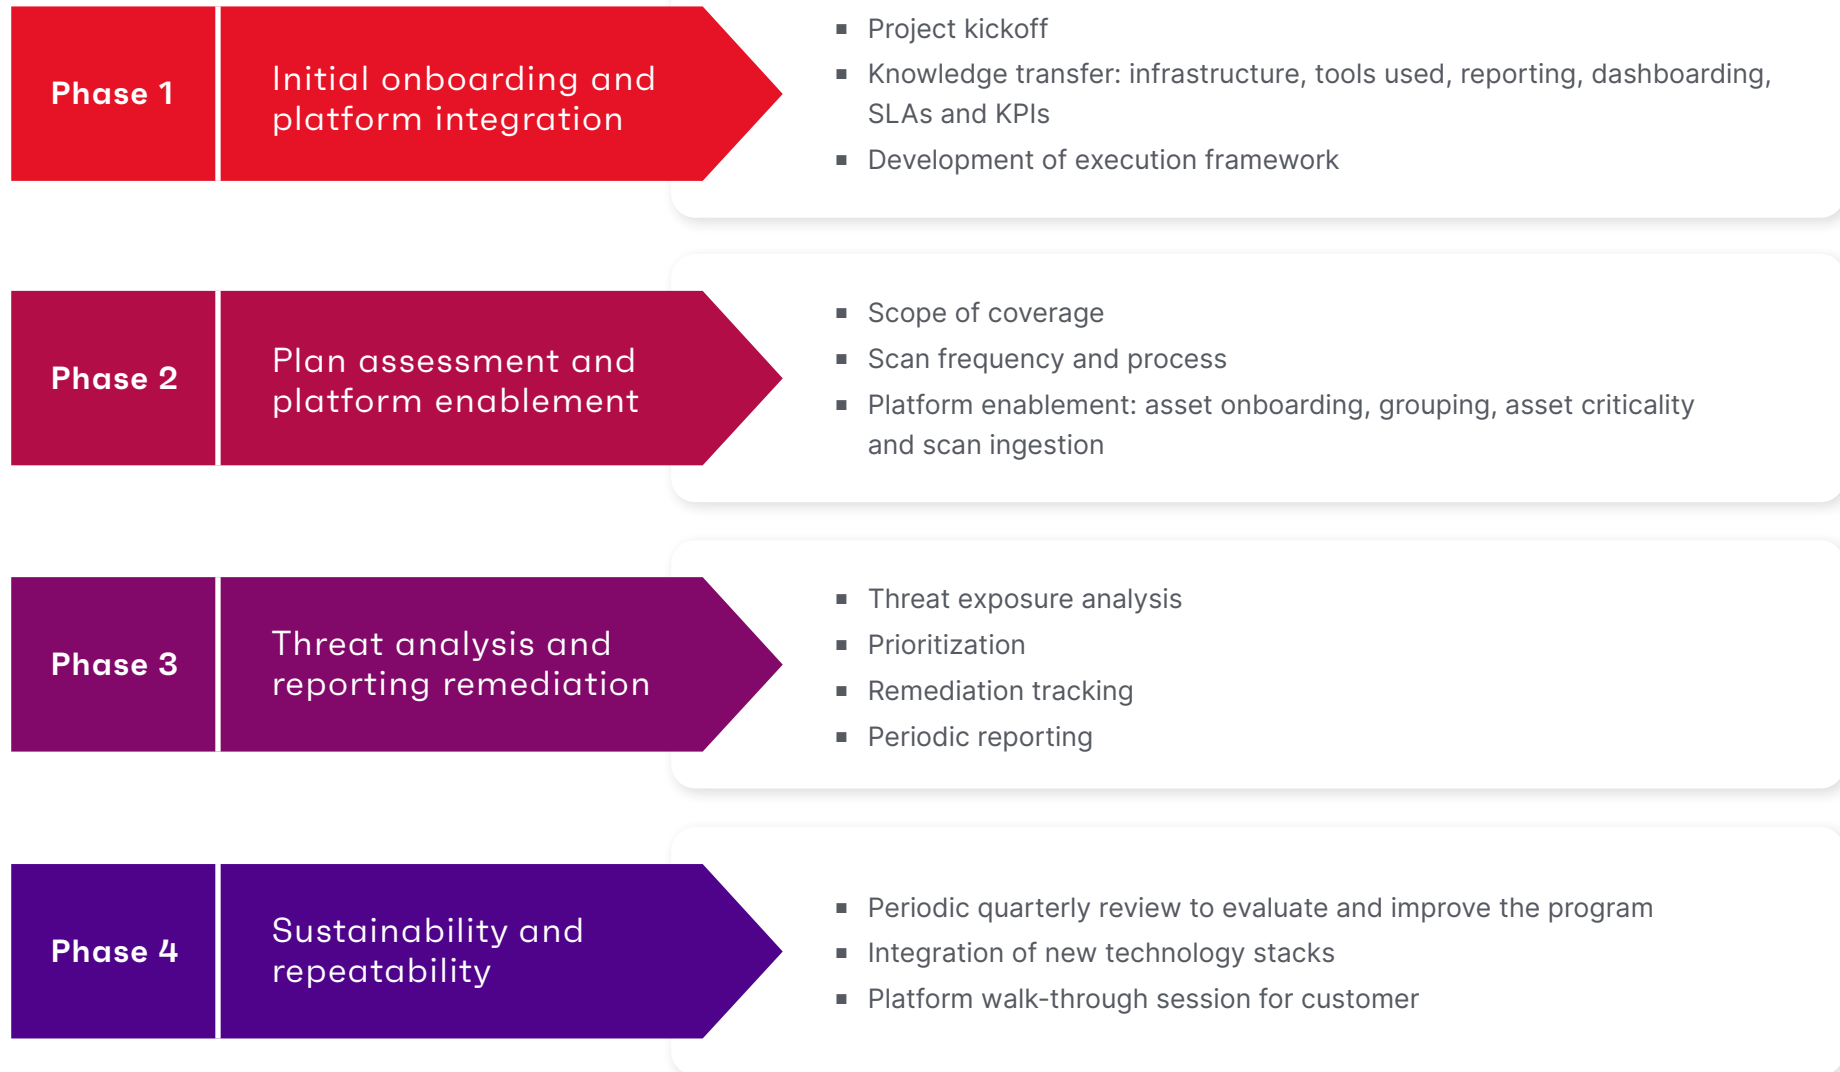 Phase 1
Initial onboarding and
platform integration
▪ Project kickoff
▪ Knowledge transfer: infrastructure, tools used, reporting, dashboarding,
SLAs and KPIs
▪ Development of execution framework
Phase 2
Plan assessment and
platform enablement
▪ Scope of coverage
▪ Scan frequency and process
▪ Platform enablement: asset onboarding, grouping, asset criticality
and scan ingestion
Phase 3
Threat analysis and
reporting remediation
▪ Threat exposure analysis
▪ Prioritization
▪ Remediation tracking
▪ Periodic reporting
Phase 4
Sustainability and
repeatability
▪ Periodic quarterly review to evaluate and improve the program
▪ Integration of new technology stacks
▪ Platform walk-through session for customer